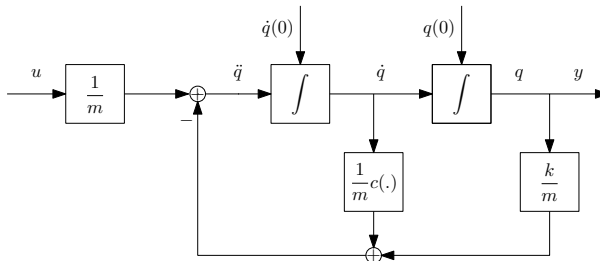 q̇(0) q(0)
u 1/m q̈ ∫ q̇ ∫ q y
−
1/m c(.) k/m